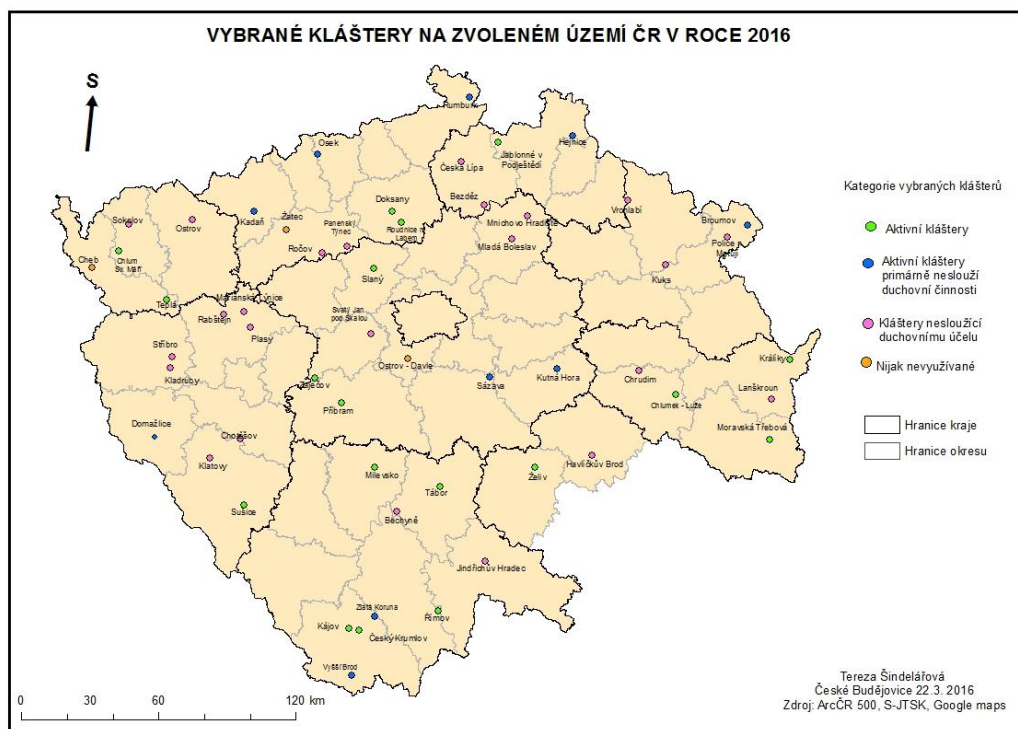 VYBRANÉ KLÁŠTERY NA ZVOLENÉM ÚZEMÍ ČR V ROCE 2016
S
Rumburk
Osek
Hejnice
Jablonné v
Podještědí
Česká Lípa
Bezděz
Doksany
Roudnice n.
Labem
Kadaň
Žatec
Panenský
Týnec
Ročov
Mnichovo Hradiště
Mladá Boleslav
Vrchlabí
Broumov
Police n.
Metují
Kuks
Sokolov
Ostrov
Chlum
Sv. Maří
Cheb
Teplá
Slaný
Mariánská Týnice
Rabštejn
Plasy
Svatý Jan
pod Skalou
Stříbro
Kladruby
Ostrov - Davle
Sázava
Kutná Hora
Chrudim
Králíky
Lanškroun
Chlumek - Luže
Moravská Třebová
Zaječov
Příbram
Domažlice
Chotěšov
Klatovy
Sušice
Milevsko
Tábor
Bechyně
Želiv
Havlíčkův Brod
Jindřichův Hradec
Zlatá Koruna
Římov
Kájov
Český Krumlov
Vyšší Brod
Kategorie vybraných klášterů
Aktivní kláštery
Aktivní kláštery
primárně neslouží
duchovní činnosti
Kláštery nesloužící
duchovnímu účelu
Nijak nevyužívané
Hranice kraje
Hranice okresu
0 30 60 120 km
Tereza Šindelářová
České Budějovice 22.3. 2016
Zdroj: ArcČR 500, S-JTSK, Google maps